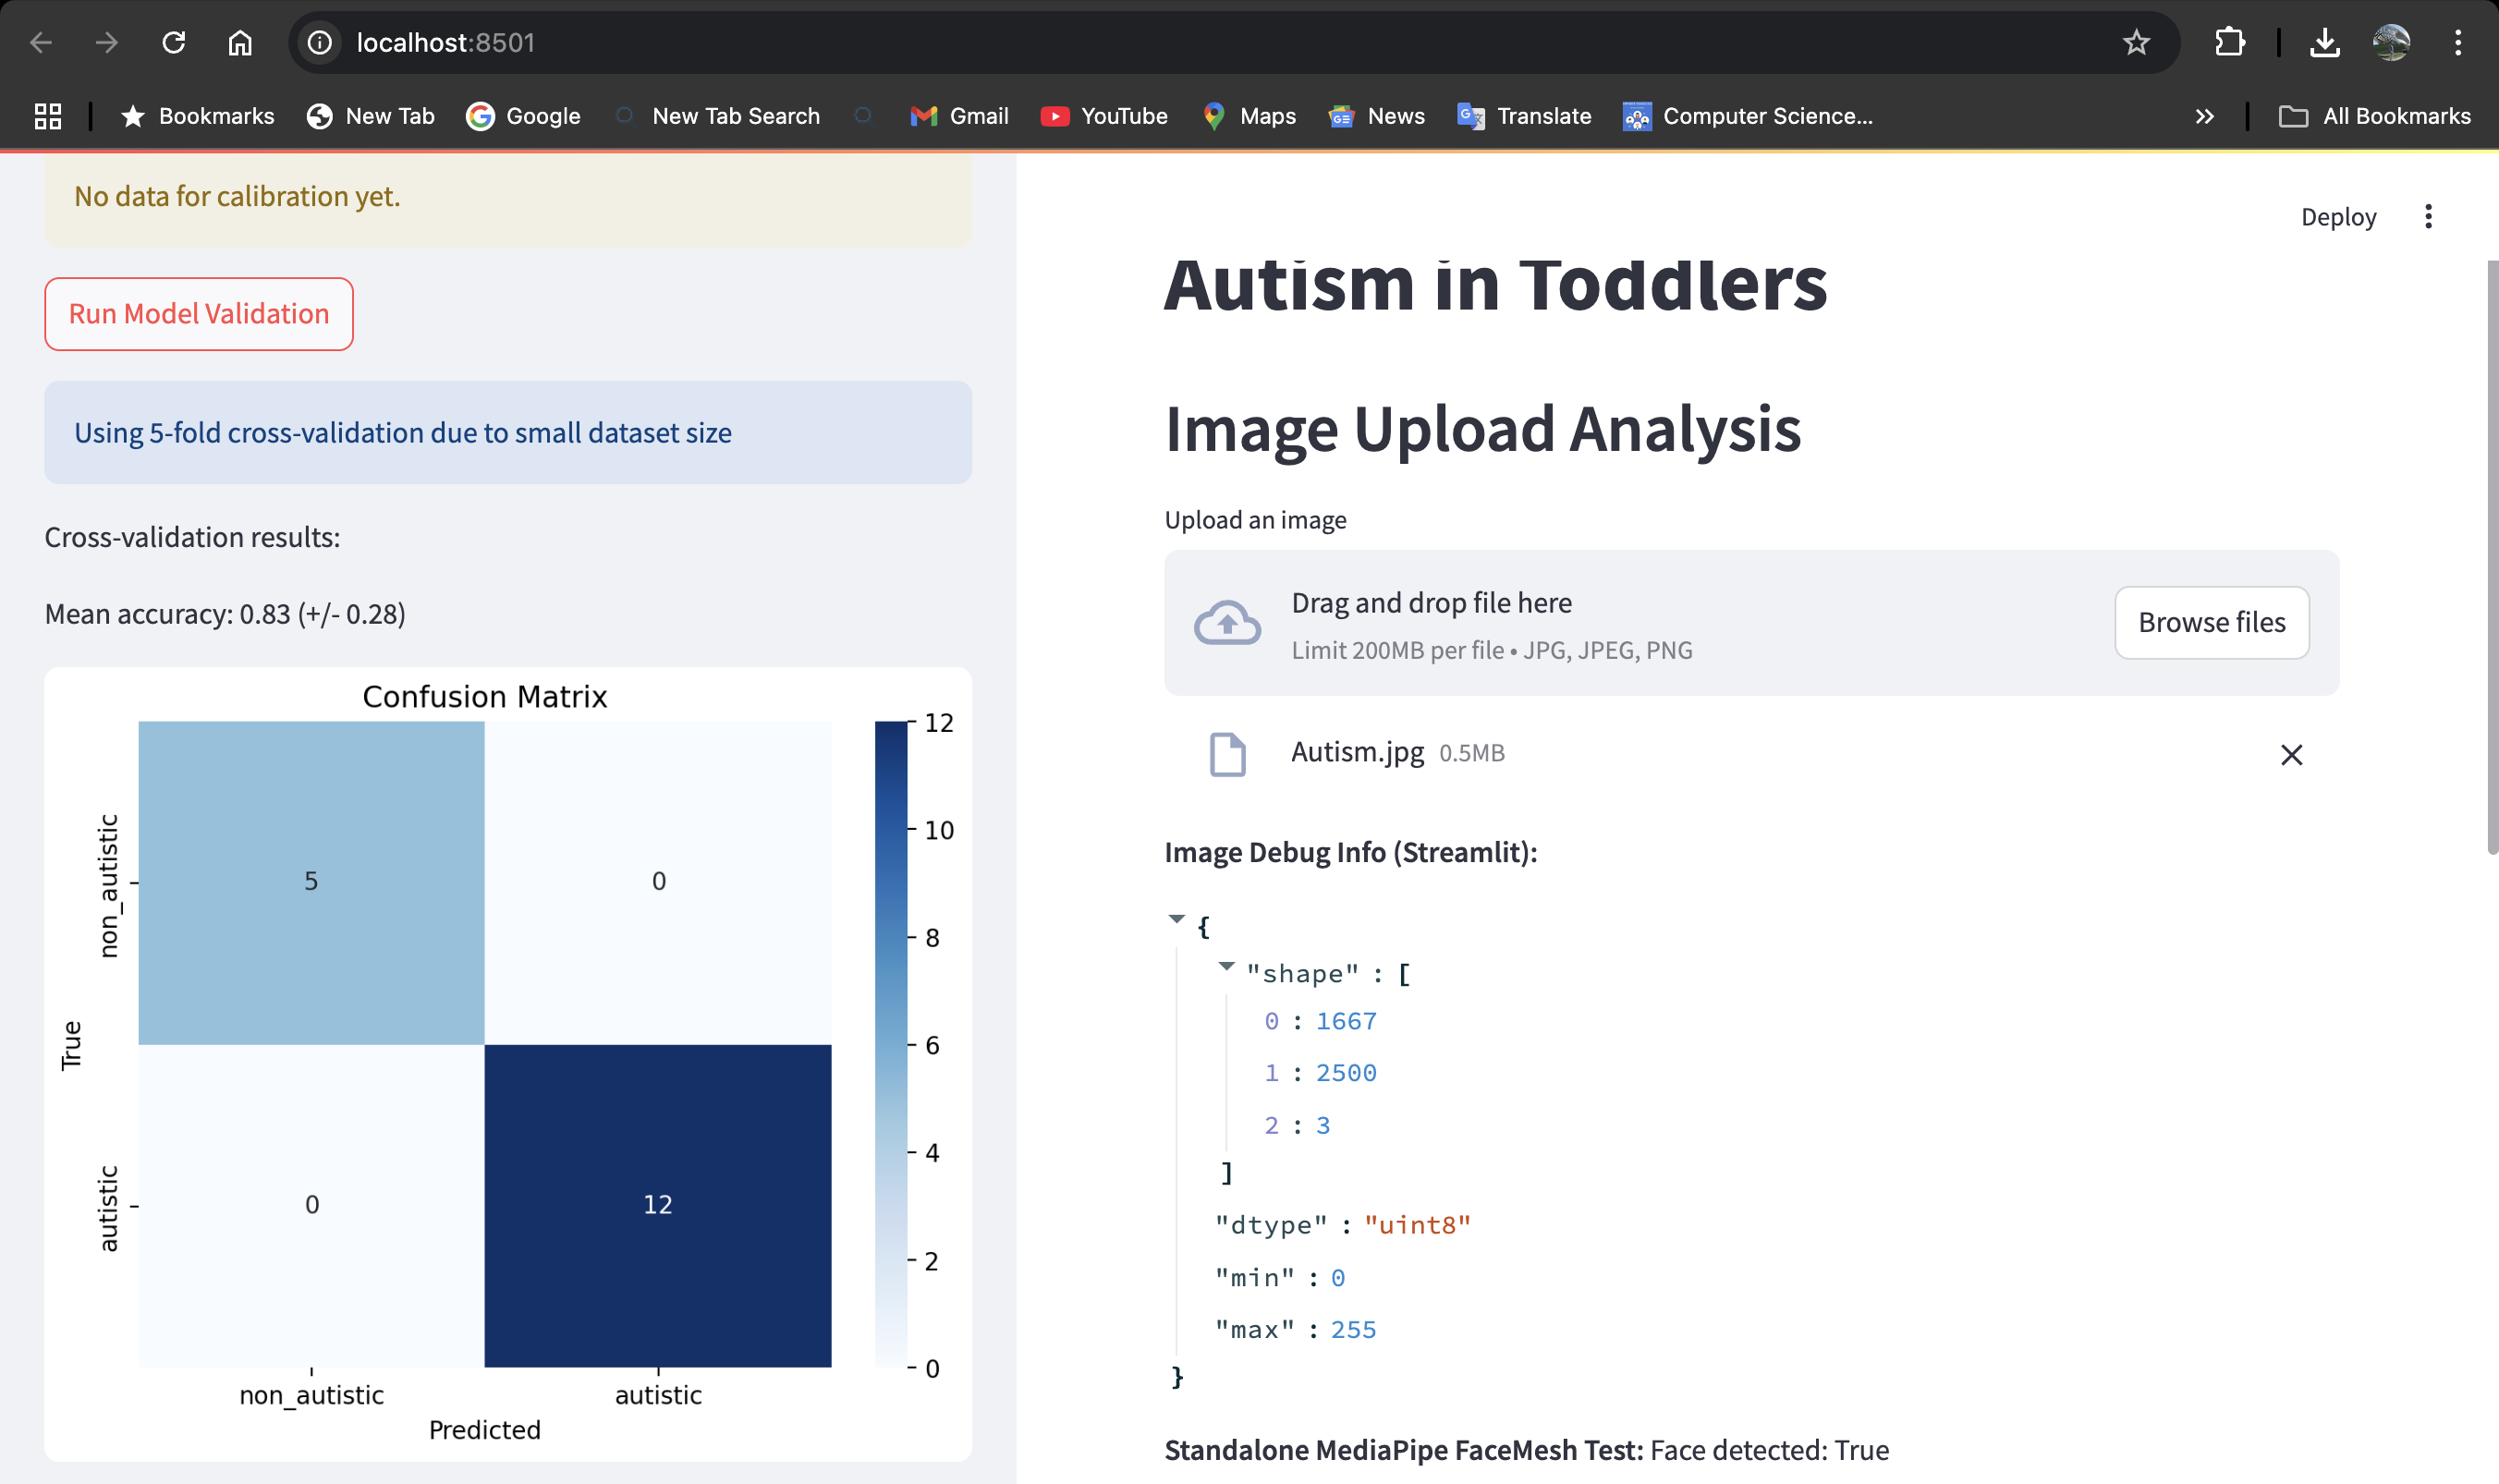 localhost:8501
Bookmarks New Tab Google New Tab Search Gmail YouTube Maps News Translate Computer Science... All Bookmarks
No data for calibration yet.
Run Model Validation
Using 5-fold cross-validation due to small dataset size
Cross-validation results:
Mean accuracy: 0.83 (+/- 0.28)
Confusion Matrix
True
non_autistic
autistic
5 0
0 12
non_autistic autistic
Predicted
12
10
8
6
4
2
0
Deploy
Autism in Toddlers
Image Upload Analysis
Upload an image
Drag and drop file here
Limit 200MB per file • JPG, JPEG, PNG
Browse files
Autism.jpg 0.5MB
Image Debug Info (Streamlit):
{
"shape" : [
0 : 1667
1 : 2500
2 : 3
]
"dtype" : "uint8"
"min" : 0
"max" : 255
}
Standalone MediaPipe FaceMesh Test: Face detected: True